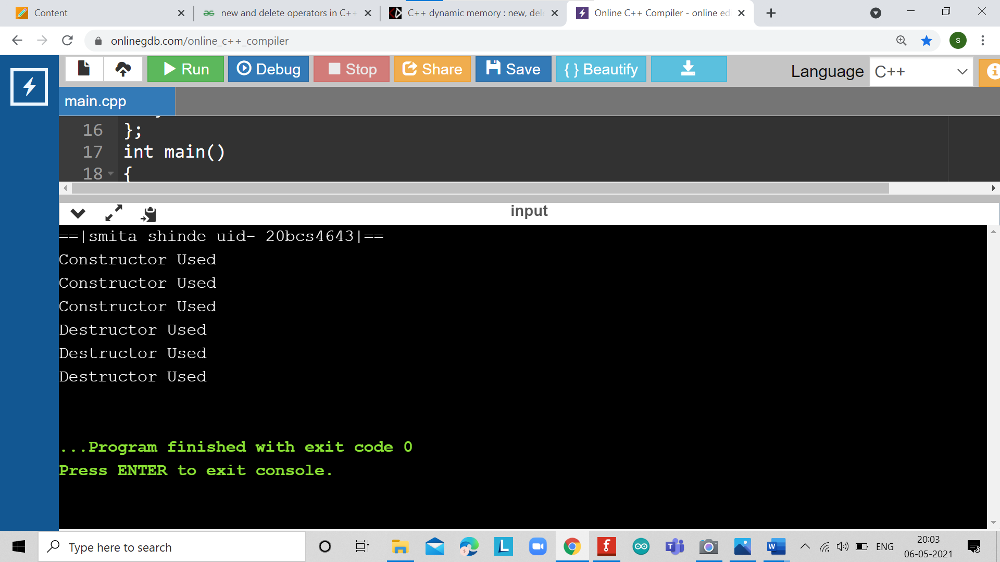 Content
new and delete operators in C++
C++ dynamic memory : new, del
Online C++ Compiler - online ed
onlinegdb.com/online_c++_compiler
S
Run
Debug
Stop
Share
Save
{ } Beautify
Language
C++
main.cpp
16 };
17 int main()
18 {
input
==|smita shinde uid- 20bcs4643|==
Constructor Used
Constructor Used
Constructor Used
Destructor Used
Destructor Used
Destructor Used
...Program finished with exit code 0
Press ENTER to exit console.
Type here to search
ENG
20:03
06-05-2021